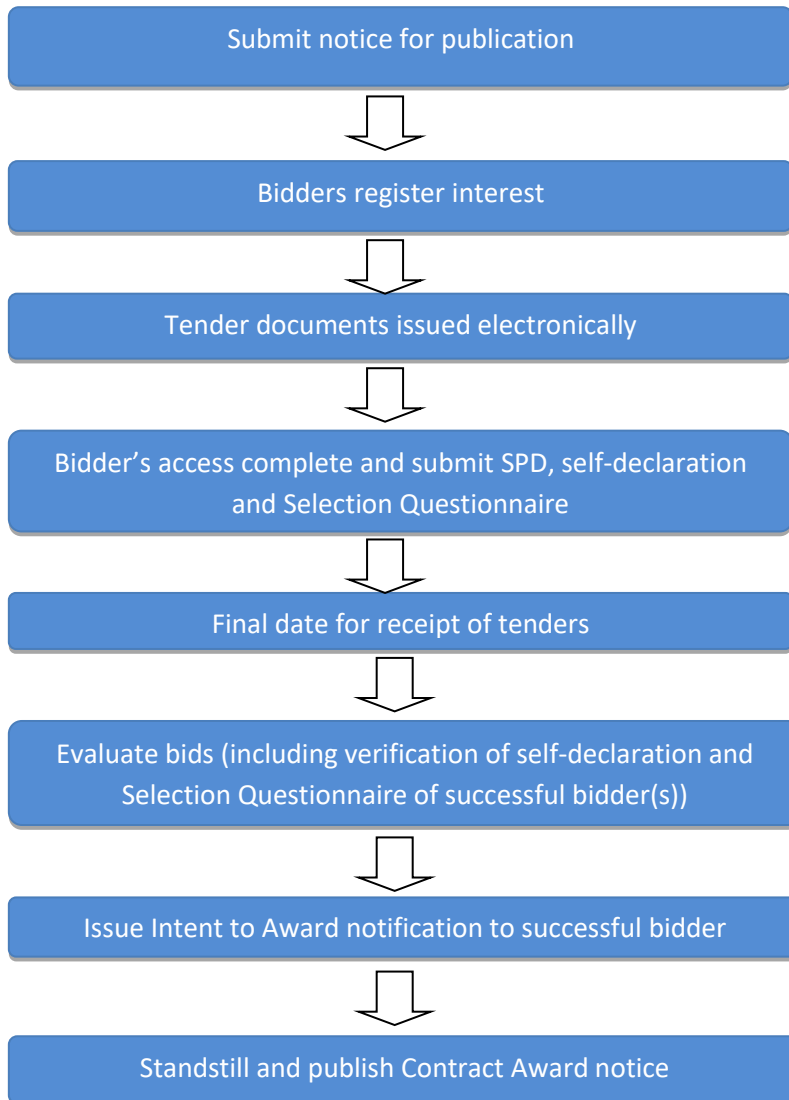 Submit notice for publication
Bidders register interest
Tender documents issued electronically
Bidder’s access complete and submit SPD, self-declaration
and Selection Questionnaire
Final date for receipt of tenders
Evaluate bids (including verification of self-declaration and
Selection Questionnaire of successful bidder(s))
Issue Intent to Award notification to successful bidder
Standstill and publish Contract Award notice